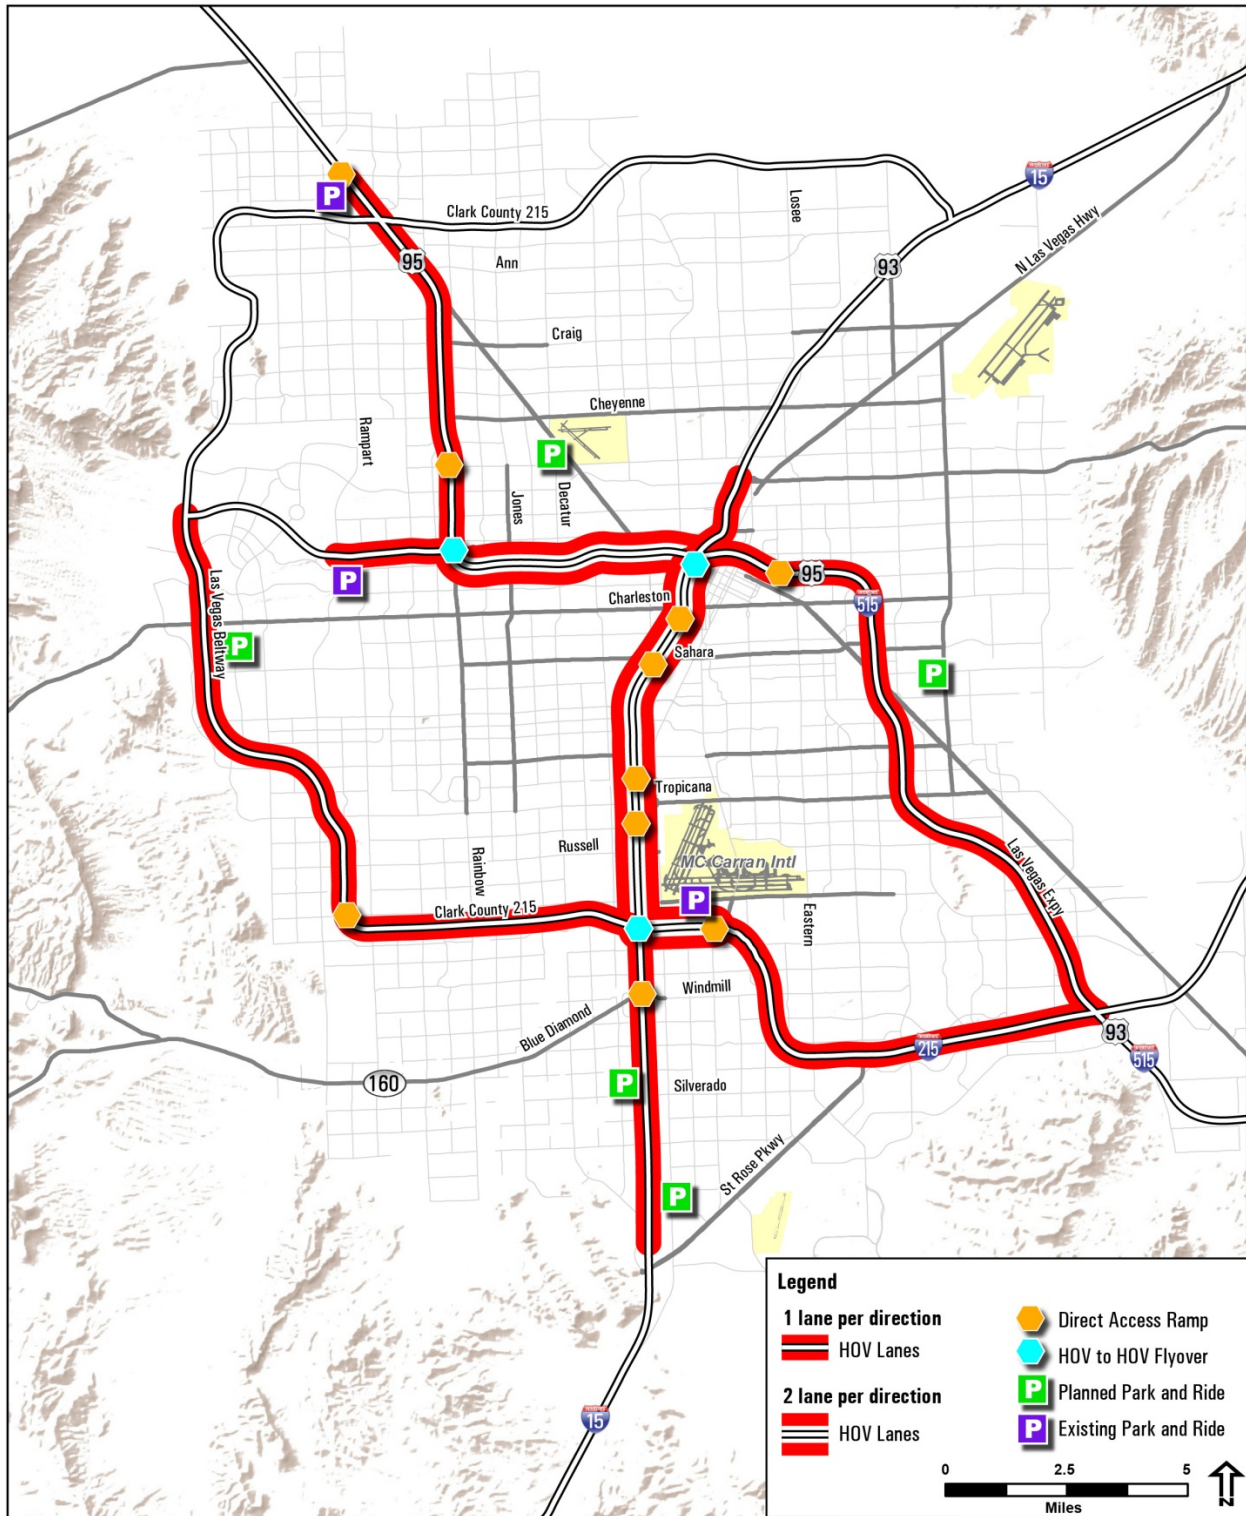 15
Clark County 215
Losee
N Las Vegas Hwy
95
Ann
93
Craig
Cheyenne
Rampart
Jones
Decatur
95
Charleston
515
Las Vegas Beltway
Sahara
Tropicana
Russell
MC Carran Intl
Rainbow
Clark County 215
Eastern
Las Vegas Expy
Windmill
Blue Diamond
93
215
515
160
Silverado
St Rose Pkwy
15
P
P
P
P
P
P
P
P
P
Legend
1 lane per direction
HOV Lanes
2 lane per direction
HOV Lanes
Direct Access Ramp
HOV to HOV Flyover
P Planned Park and Ride
P Existing Park and Ride
0 2.5 5
Miles
N